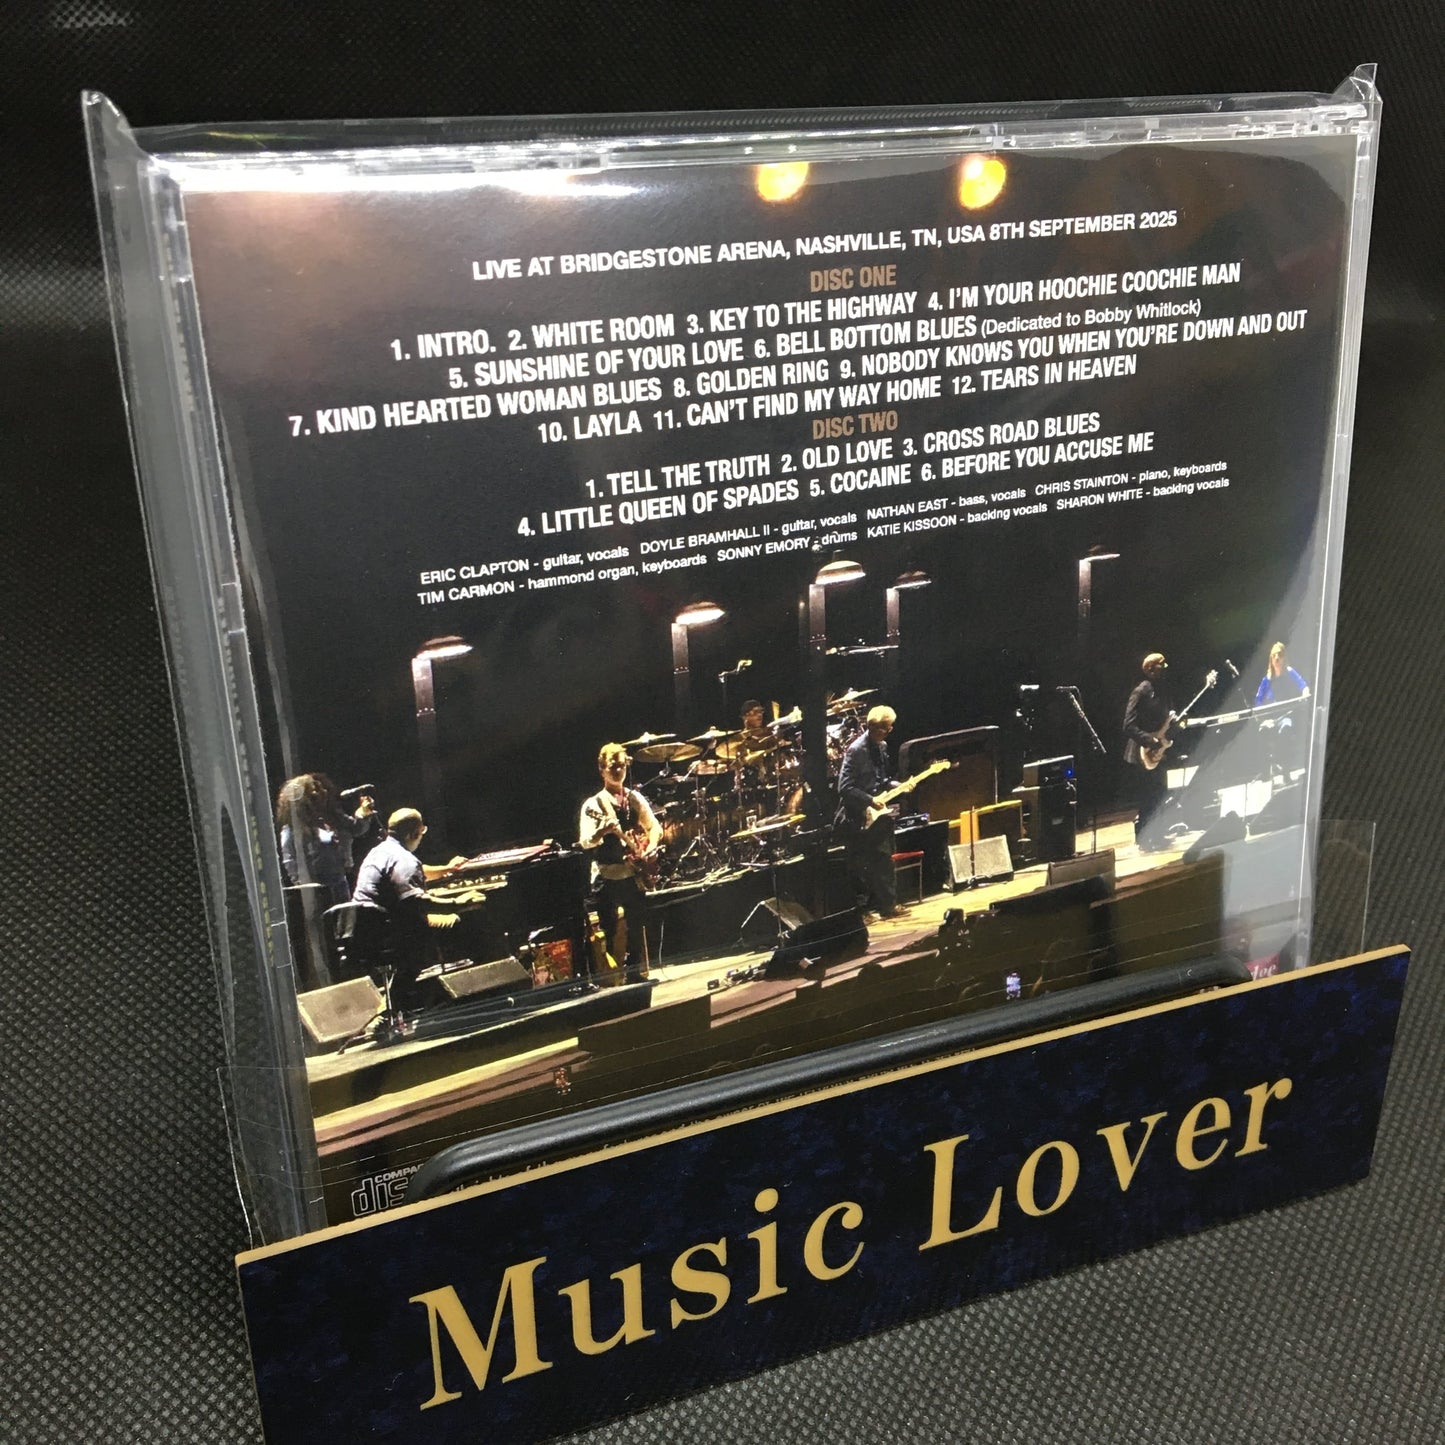 LIVE AT BRIDGESTONE ARENA, NASHVILLE, TN, USA 8TH SEPTEMBER 2025
DISC ONE
1. INTRO. 2. WHITE ROOM 3. KEY TO THE HIGHWAY 4. I'M YOUR HOOCHIE COOCHIE MAN
5. SUNSHINE OF YOUR LOVE 6. BELL BOTTOM BLUES (Dedicated to Bobby Whitlock)
7. KIND HEARTED WOMAN BLUES 8. GOLDEN RING 9. NOBODY KNOWS YOU WHEN YOU'RE DOWN AND OUT
10. LAYLA 11. CAN'T FIND MY WAY HOME 12. TEARS IN HEAVEN
DISC TWO
1. TELL THE TRUTH 2. OLD LOVE 3. CROSS ROAD BLUES
4. LITTLE QUEEN OF SPADES 5. COCAINE 6. BEFORE YOU ACCUSE ME
ERIC CLAPTON - guitar, vocals DOYLE BRAMHALL II - guitar, vocals NATHAN EAST - bass, vocals CHRIS STAINTON - piano, keyboards
TIM CARMON - hammond organ, keyboards SONNY EMORY - drums KATIE KISSOON - backing vocals SHARON WHITE - backing vocals
Music Lover